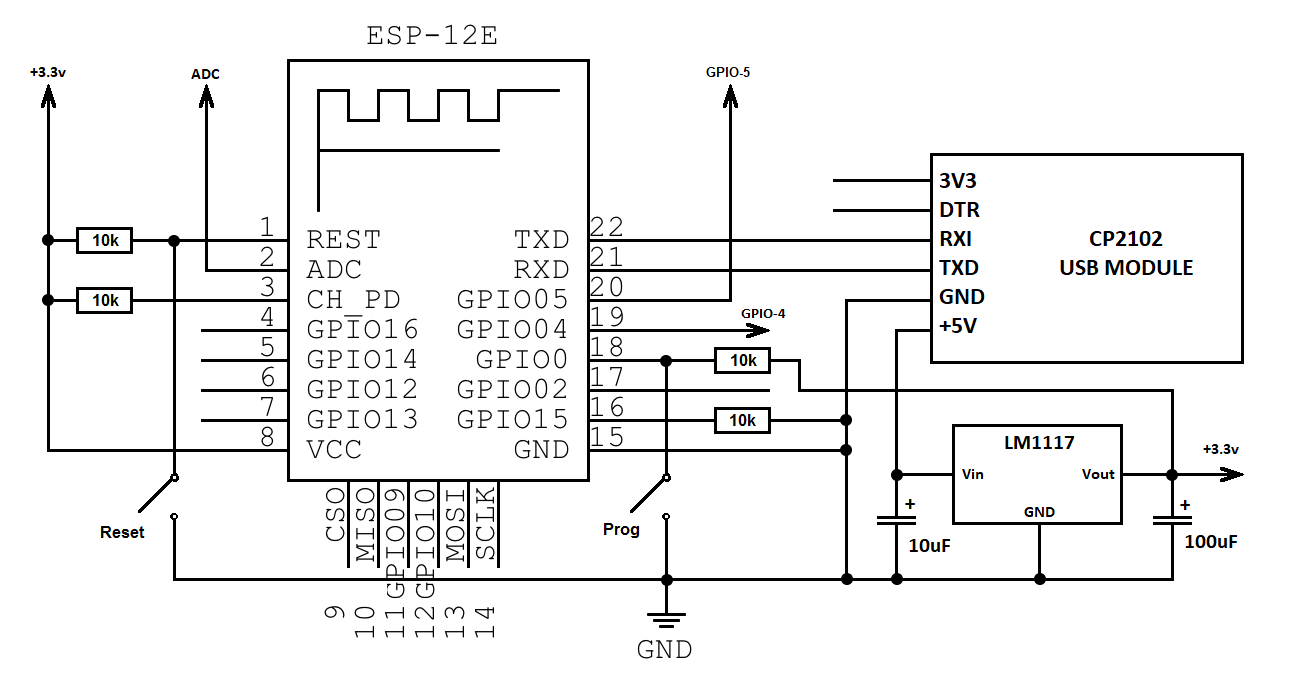 ESP-12E
+3.3v
ADC
GPIO-5
3V3
DTR
RXI
TXD
GND
+5V
CP2102
USB MODULE
1
2
3
4
5
6
7
8
REST
ADC
CH_PD
GPIO16
GPIO14
GPIO12
GPIO13
VCC
TXD
RXD
GPIO05
GPIO04
GPIO0
GPIO02
GPIO15
GND
22
21
20
19
18
17
16
15
10k
10k
GPIO-4
10k
10k
LM1117
Vin
Vout
GND
+3.3v
+
10uF
+
100uF
Reset
Prog
CSO
MISO
GPIO09
GPIO10
MOSI
SCLK
9
10
11
12
13
14
GND